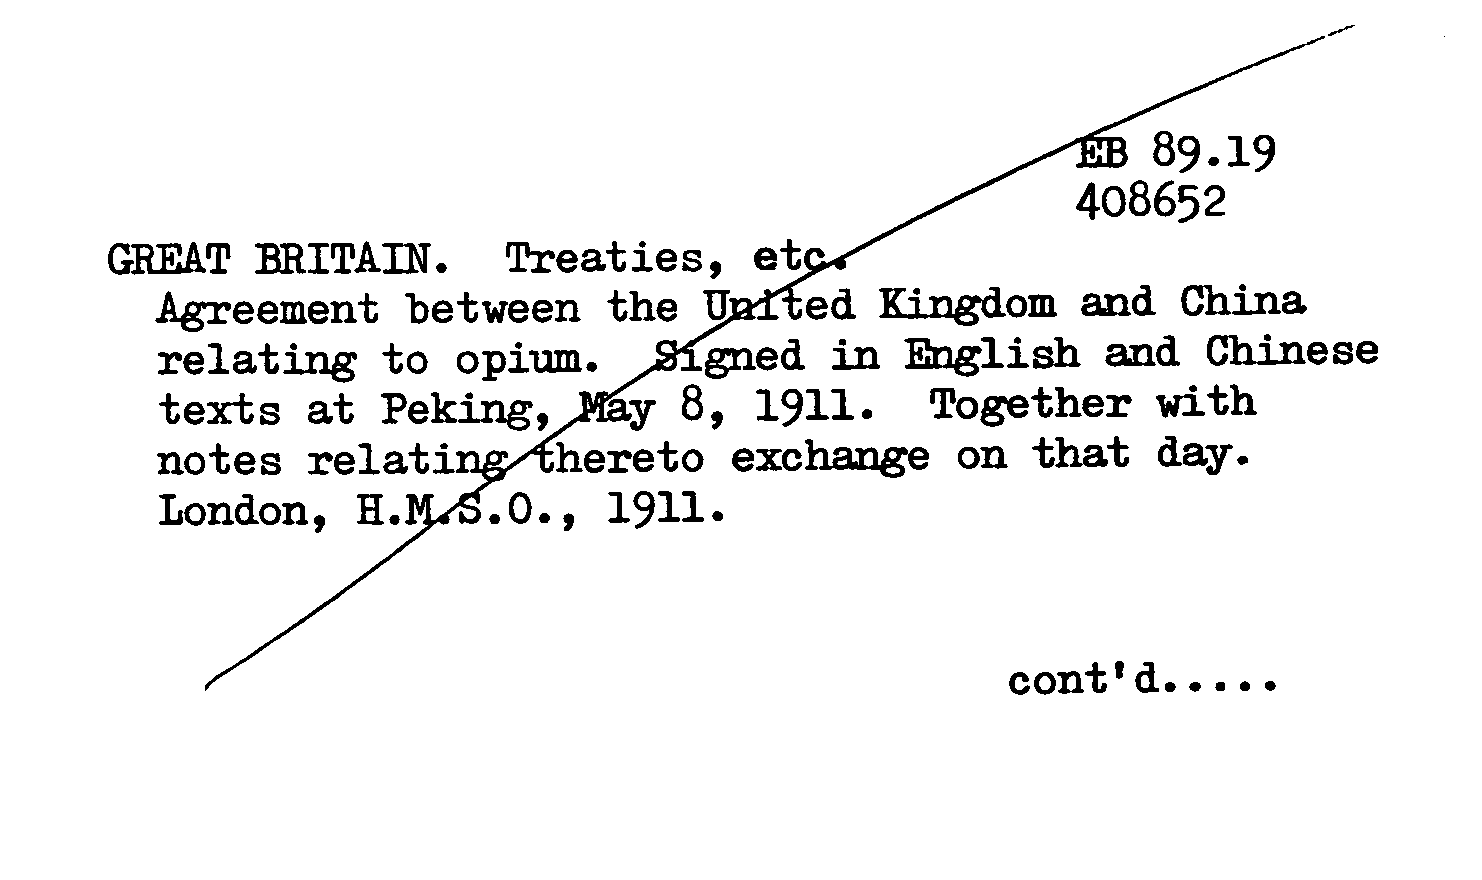 EB 89.19
408652
GREAT BRITAIN. Treaties, etc.
Agreement between the United Kingdom and China
relating to opium. Signed in English and Chinese
texts at Peking, May 8, 1911. Together with
notes relating thereto exchange on that day.
London, H.M.S.O., 1911.
cont'd.....